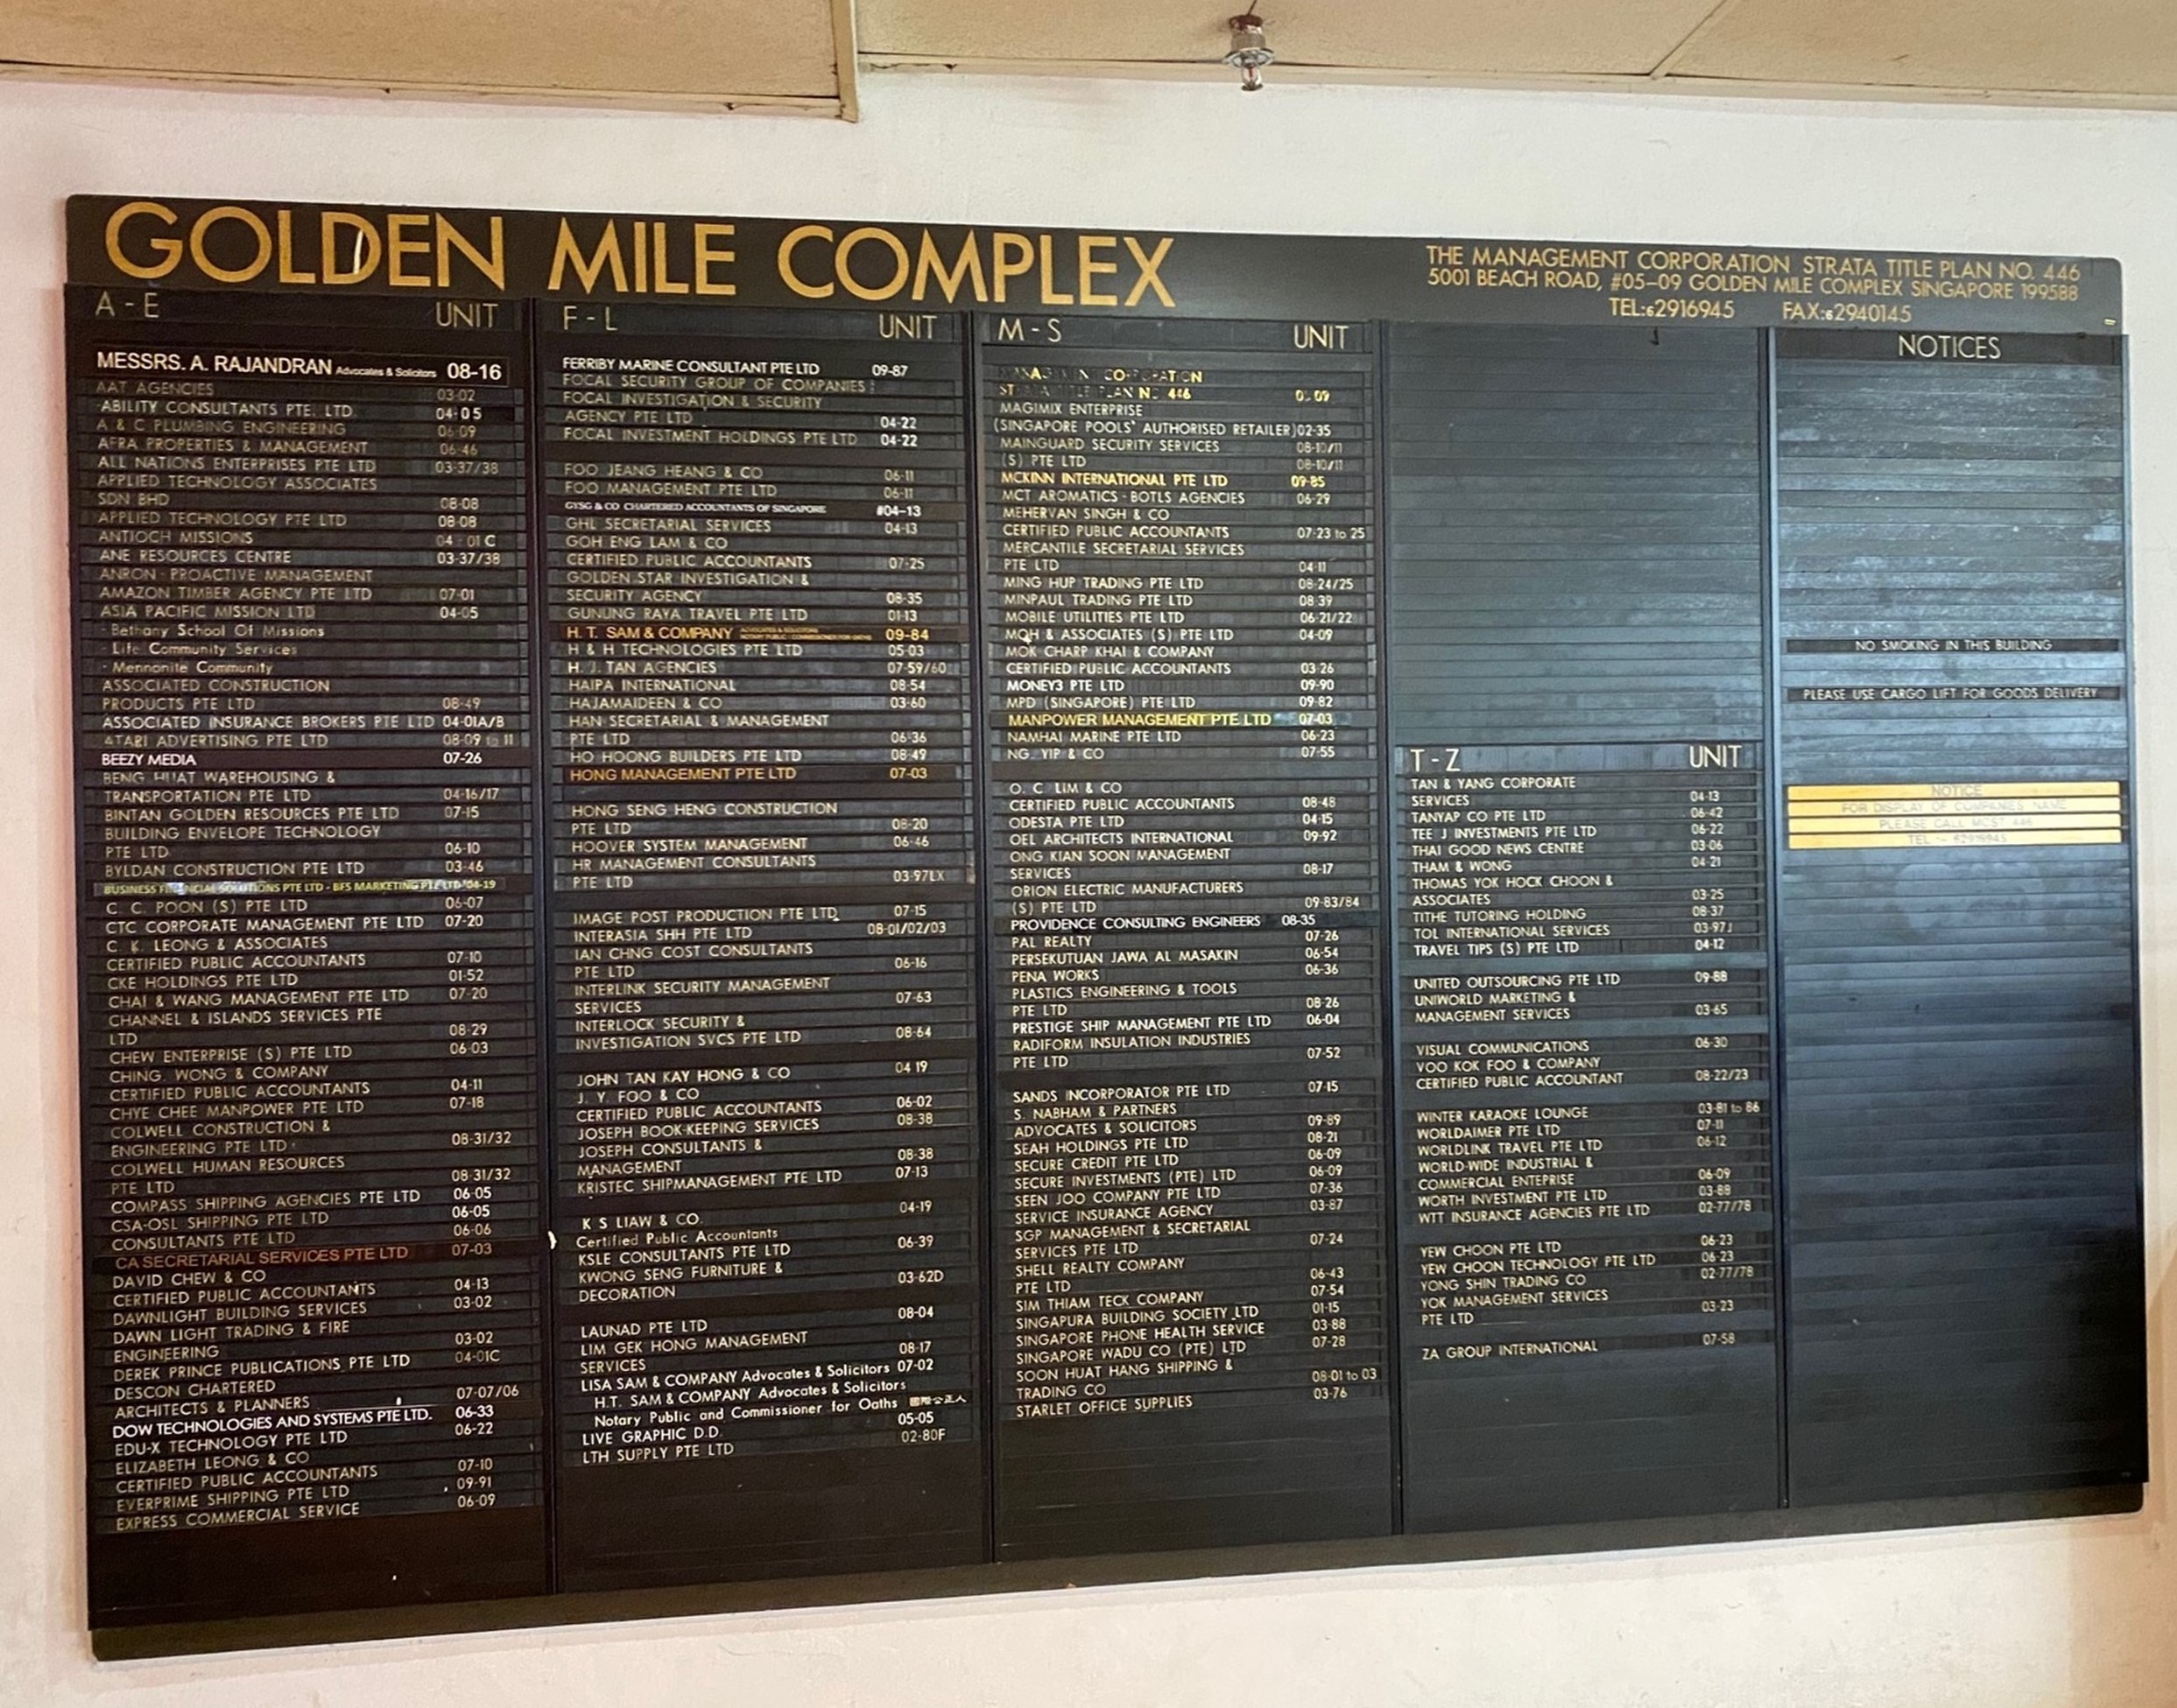 GOLDEN MILE COMPLEX
THE MANAGEMENT CORPORATION STRATA TITLE PLAN NO. 446
5001 BEACH ROAD, #05-09 GOLDEN MILE COMPLEX SINGAPORE 199588
TEL:62916945 FAX:62940145
A - E UNIT
MESSRS. A. RAJANDRAN Advocates & Solicitors 08-16
AAT AGENCIES 03-02
ABILITY CONSULTANTS PTE. LTD. 04-05
A & C PLUMBING ENGINEERING 06-09
AFRA PROPERTIES & MANAGEMENT 06-46
ALL NATIONS ENTERPRISES PTE LTD 03-37/38
APPLIED TECHNOLOGY ASSOCIATES
SDN BHD 08-08
APPLIED TECHNOLOGY PTE LTD 08-08
ANTIOCH MISSIONS 04-01C
ANE RESOURCES CENTRE 03-37/38
ANRON - PROACTIVE MANAGEMENT
AMAZON TIMBER AGENCY PTE LTD 07-01
ASIA PACIFIC MISSION LTD 04-05
- Bethany School Of Missions
- Life Community Services
- Mennonite Community
ASSOCIATED CONSTRUCTION
PRODUCTS PTE LTD 08-49
ASSOCIATED INSURANCE BROKERS PTE LTD 04-01A/B
ATARI ADVERTISING PTE LTD 08-09 to 11
BEEZY MEDIA 07-26
BENG HUAT WAREHOUSING &
TRANSPORTATION PTE LTD 04-16/17
BINTAN GOLDEN RESOURCES PTE LTD 07-15
BUILDING ENVELOPE TECHNOLOGY
PTE LTD 06-10
BYLDAN CONSTRUCTION PTE LTD 03-46
BUSINESS FINANCIAL SOLUTIONS PTE LTD - BFS MARKETING PTE LTD #04-19
C. C. POON (S) PTE LTD 06-07
CTC CORPORATE MANAGEMENT PTE LTD 07-20
C. K. LEONG & ASSOCIATES
CERTIFIED PUBLIC ACCOUNTANTS 07-10
CKE HOLDINGS PTE LTD 01-52
CHAI & WANG MANAGEMENT PTE LTD 07-20
CHANNEL & ISLANDS SERVICES PTE
LTD 08-29
CHEW ENTERPRISE (S) PTE LTD 06-03
CHING, WONG & COMPANY
CERTIFIED PUBLIC ACCOUNTANTS 04-11
CHYE CHEE MANPOWER PTE LTD 07-18
COLWELL CONSTRUCTION &
ENGINEERING PTE LTD 08-31/32
COLWELL HUMAN RESOURCES
PTE LTD 08-31/32
COMPASS SHIPPING AGENCIES PTE LTD 06-05
CSA-OSL SHIPPING PTE LTD 06-05
CONSULTANTS PTE LTD 06-06
CA SECRETARIAL SERVICES PTE LTD 07-03
DAVID CHEW & CO
CERTIFIED PUBLIC ACCOUNTANTS 04-13
DAWNLIGHT BUILDING SERVICES 03-02
DAWN LIGHT TRADING & FIRE
ENGINEERING 03-02
DEREK PRINCE PUBLICATIONS PTE LTD 04-01C
DESCON CHARTERED
ARCHITECTS & PLANNERS 07-07/06
DOW TECHNOLOGIES AND SYSTEMS PTE LTD. 06-33
EDU-X TECHNOLOGY PTE LTD 06-22
ELIZABETH LEONG & CO
CERTIFIED PUBLIC ACCOUNTANTS 07-10
EVERPRIME SHIPPING PTE LTD 09-91
EXPRESS COMMERCIAL SERVICE 06-09
F - L UNIT
FERRIBY MARINE CONSULTANT PTE LTD 09-87
FOCAL SECURITY GROUP OF COMPANIES :
FOCAL INVESTIGATION & SECURITY
AGENCY PTE LTD 04-22
FOCAL INVESTMENT HOLDINGS PTE LTD 04-22
FOO JEANG HEANG & CO 06-11
FOO MANAGEMENT PTE LTD 06-11
GYSG & CO CHARTERED ACCOUNTANTS OF SINGAPORE #04-13
GHL SECRETARIAL SERVICES 04-13
GOH ENG LAM & CO
CERTIFIED PUBLIC ACCOUNTANTS 07-25
GOLDEN STAR INVESTIGATION &
SECURITY AGENCY 08-35
GUNUNG RAYA TRAVEL PTE LTD 01-13
H. T. SAM & COMPANY ADVOCATES & SOLICITORS NOTARY PUBLIC & COMMISSIONER FOR OATHS 09-84
H & H TECHNOLOGIES PTE LTD 05-03
H. J. TAN AGENCIES 07-59/60
HAIPA INTERNATIONAL 08-54
HAJAMAIDEEN & CO 03-60
HAN SECRETARIAL & MANAGEMENT
PTE LTD 06-36
HO HOONG BUILDERS PTE LTD 08-49
HONG MANAGEMENT PTE LTD 07-03
HONG SENG HENG CONSTRUCTION
PTE LTD 08-20
HOOVER SYSTEM MANAGEMENT 06-46
HR MANAGEMENT CONSULTANTS
PTE LTD 03-97LX
IMAGE POST PRODUCTION PTE LTD 07-15
INTERASIA SHH PTE LTD 08-01/02/03
IAN CHNG COST CONSULTANTS
PTE LTD 06-16
INTERLINK SECURITY MANAGEMENT
SERVICES 07-63
INTERLOCK SECURITY &
INVESTIGATION SVCS PTE LTD 08-64
JOHN TAN KAY HONG & CO 04-19
J. Y. FOO & CO
CERTIFIED PUBLIC ACCOUNTANTS 06-02
JOSEPH BOOK-KEEPING SERVICES 08-38
JOSEPH CONSULTANTS &
MANAGEMENT 08-38
KRISTEC SHIPMANAGEMENT PTE LTD 07-13
K S LIAW & CO. 04-19
Certified Public Accountants
KSLE CONSULTANTS PTE LTD 06-39
KWONG SENG FURNITURE &
DECORATION 03-62D
LAUNAD PTE LTD 08-04
LIM GEK HONG MANAGEMENT
SERVICES 08-17
LISA SAM & COMPANY Advocates & Solicitors 07-02
H.T. SAM & COMPANY Advocates & Solicitors
Notary Public and Commissioner for Oaths 國際公正人
LIVE GRAPHIC D.D. 05-05
LTH SUPPLY PTE LTD 02-80F
M - S UNIT
CORPORATION
446 09
MAGIMIX ENTERPRISE
(SINGAPORE POOLS' AUTHORISED RETAILER) 02-35
MAINGUARD SECURITY SERVICES 08-10/11
(S) PTE LTD 08-10/11
MCKINN INTERNATIONAL PTE LTD 09-85
MCT AROMATICS - BOTLS AGENCIES 06-29
MEHERVAN SINGH & CO
CERTIFIED PUBLIC ACCOUNTANTS 07-23 to 25
MERCANTILE SECRETARIAL SERVICES
PTE LTD 04-11
MING HUP TRADING PTE LTD 08-24/25
MINPAUL TRADING PTE LTD 08-39
MOBILE UTILITIES PTE LTD 06-21/22
MOH & ASSOCIATES (S) PTE LTD 04-09
MOK CHARP KHAI & COMPANY
CERTIFIED PUBLIC ACCOUNTANTS 03-26
MONEY3 PTE LTD 09-90
MPD (SINGAPORE) PTE LTD 09-82
MANPOWER MANAGEMENT PTE LTD 07-03
NAMHAI MARINE PTE LTD 06-23
NG. YIP & CO 07-55
O. C. LIM & CO
CERTIFIED PUBLIC ACCOUNTANTS 08-48
ODESTA PTE LTD 04-15
OEL ARCHITECTS INTERNATIONAL 09-92
ONG KIAN SOON MANAGEMENT
SERVICES 08-17
ORION ELECTRIC MANUFACTURERS
(S) PTE LTD 09-83/84
PROVIDENCE CONSULTING ENGINEERS 08-35
PAL REALTY 07-26
PERSEKUTUAN JAWA AL MASAKIN 06-54
PENA WORKS 06-36
PLASTICS ENGINEERING & TOOLS
PTE LTD 08-26
PRESTIGE SHIP MANAGEMENT PTE LTD 06-04
RADIFORM INSULATION INDUSTRIES
PTE LTD 07-52
SANDS INCORPORATOR PTE LTD 07-15
S. NABHAM & PARTNERS
ADVOCATES & SOLICITORS 09-89
SEAH HOLDINGS PTE LTD 08-21
SECURE CREDIT PTE LTD 06-09
SECURE INVESTMENTS (PTE) LTD 06-09
SEEN JOO COMPANY PTE LTD 07-36
SERVICE INSURANCE AGENCY 03-87
SGP MANAGEMENT & SECRETARIAL
SERVICES PTE LTD 07-24
SHELL REALTY COMPANY
PTE LTD 06-43
SIM THIAM TECK COMPANY 07-54
SINGAPURA BUILDING SOCIETY LTD 01-15
SINGAPORE PHONE HEALTH SERVICE 03-88
SINGAPORE WADU CO (PTE) LTD 07-28
SOON HUAT HANG SHIPPING &
TRADING CO 08-01 to 03
STARLET OFFICE SUPPLIES 03-76
T - Z UNIT
TAN & YANG CORPORATE
SERVICES 04-13
TANYAP CO PTE LTD 06-42
TEE J INVESTMENTS PTE LTD 06-22
THAI GOOD NEWS CENTRE 03-06
THAM & WONG 04-21
THOMAS YOK HOCK CHOON &
ASSOCIATES 03-25
TITHE TUTORING HOLDING 08-37
TOL INTERNATIONAL SERVICES 03-97J
TRAVEL TIPS (S) PTE LTD 04-12
UNITED OUTSOURCING PTE LTD 09-88
UNIWORLD MARKETING &
MANAGEMENT SERVICES 03-65
VISUAL COMMUNICATIONS 06-30
VOO KOK FOO & COMPANY
CERTIFIED PUBLIC ACCOUNTANT 08-22/23
WINTER KARAOKE LOUNGE 03-81 to 86
WORLDAIMER PTE LTD 07-11
WORLDLINK TRAVEL PTE LTD 06-12
WORLD-WIDE INDUSTRIAL &
COMMERCIAL ENTEPRISE 06-09
WORTH INVESTMENT PTE LTD 03-88
WTT INSURANCE AGENCIES PTE LTD 02-77/78
YEW CHOON PTE LTD 06-23
YEW CHOON TECHNOLOGY PTE LTD 06-23
YONG SHIN TRADING CO 02-77/78
YOK MANAGEMENT SERVICES
PTE LTD 03-23
ZA GROUP INTERNATIONAL 07-58
NOTICES
NO SMOKING IN THIS BUILDING
PLEASE USE CARGO LIFT FOR GOODS DELIVERY
NOTICE
FOR DISPLAY OF COMPANIES NAME
PLEASE CALL MCST 446
TEL :- 62916945